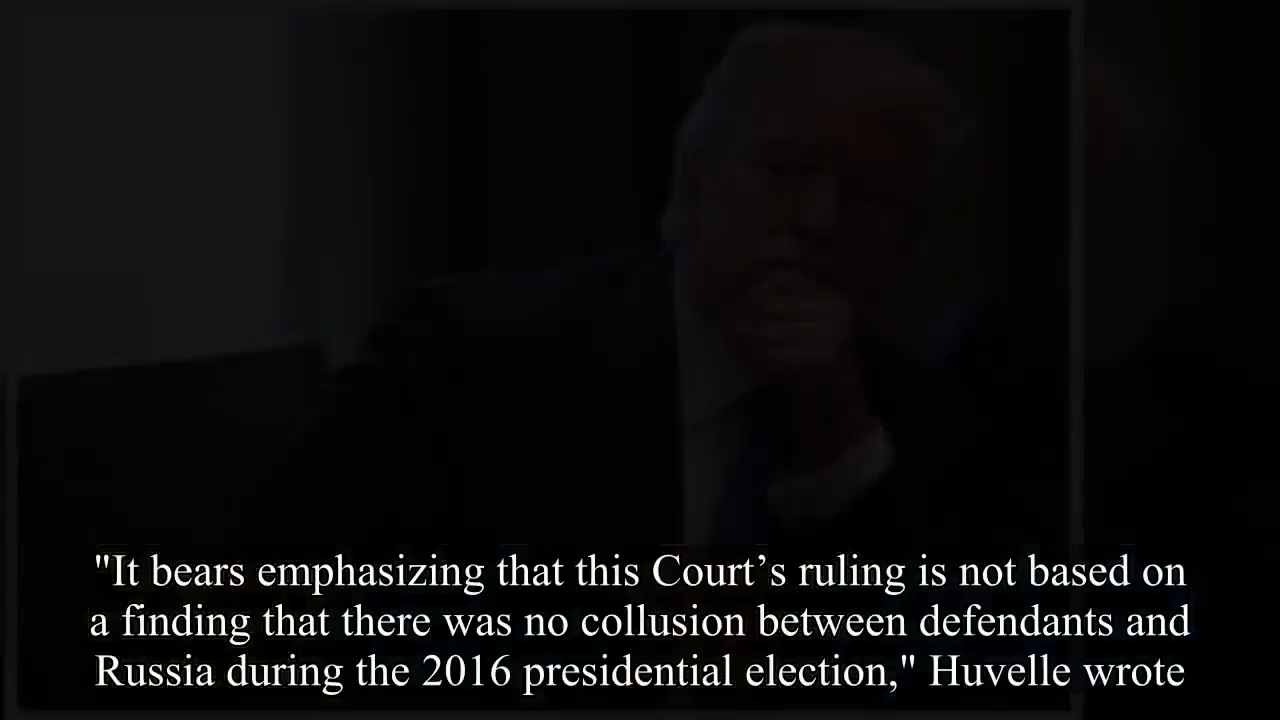 "It bears emphasizing that this Court’s ruling is not based on
a finding that there was no collusion between defendants and
Russia during the 2016 presidential election," Huvelle wrote